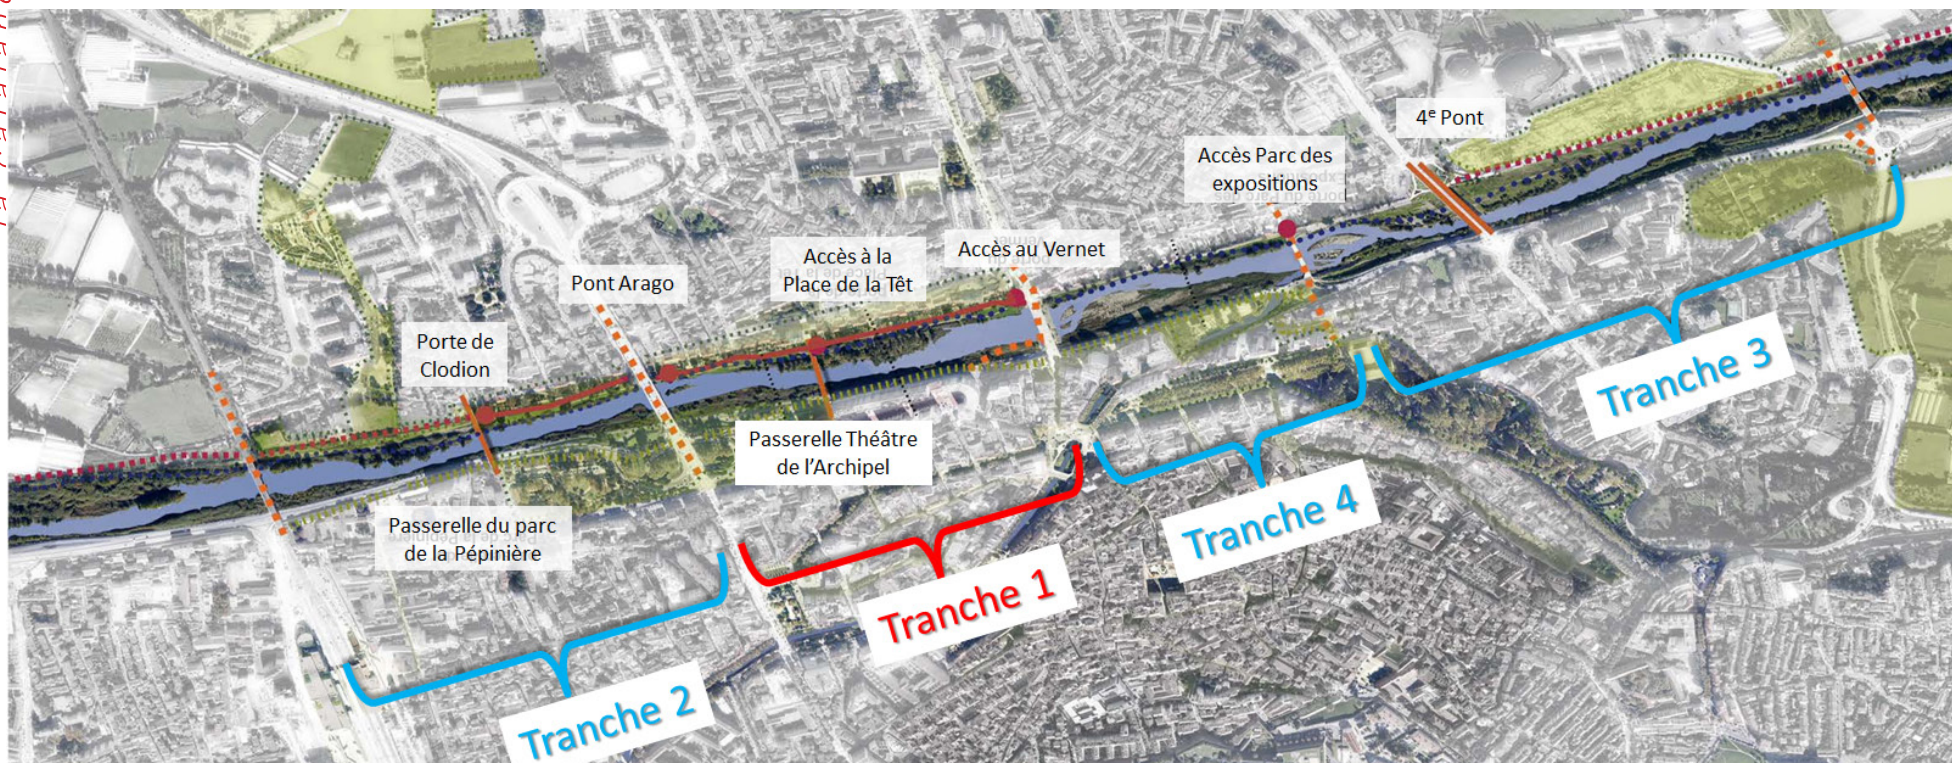 4e Pont
Accès Parc des
expositions
Accès au Vernet
Accès à la
Place de la Têt
Pont Arago
Porte de
Clodion
Passerelle Théâtre
de l'Archipel
Passerelle du parc
de la Pépinière
Tranche 3
Tranche 4
Tranche 1
Tranche 2